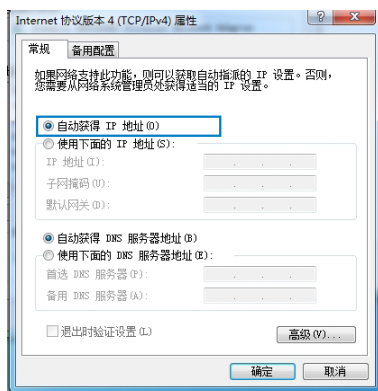 Internet 协议版本 4 (TCP/IPv4) 属性
常规 备用配置
如果网络支持此功能，则可以获取自动指派的 IP 设置。否则，
您需要从网络系统管理员处获得适当的 IP 设置。
自动获得 IP 地址(O)
使用下面的 IP 地址(S):
IP 地址(I):
子网掩码(U):
默认网关(D):
自动获得 DNS 服务器地址(B)
使用下面的 DNS 服务器地址(E):
首选 DNS 服务器(P):
备用 DNS 服务器(A):
退出时验证设置(L)
高级(V)...
确定 取消